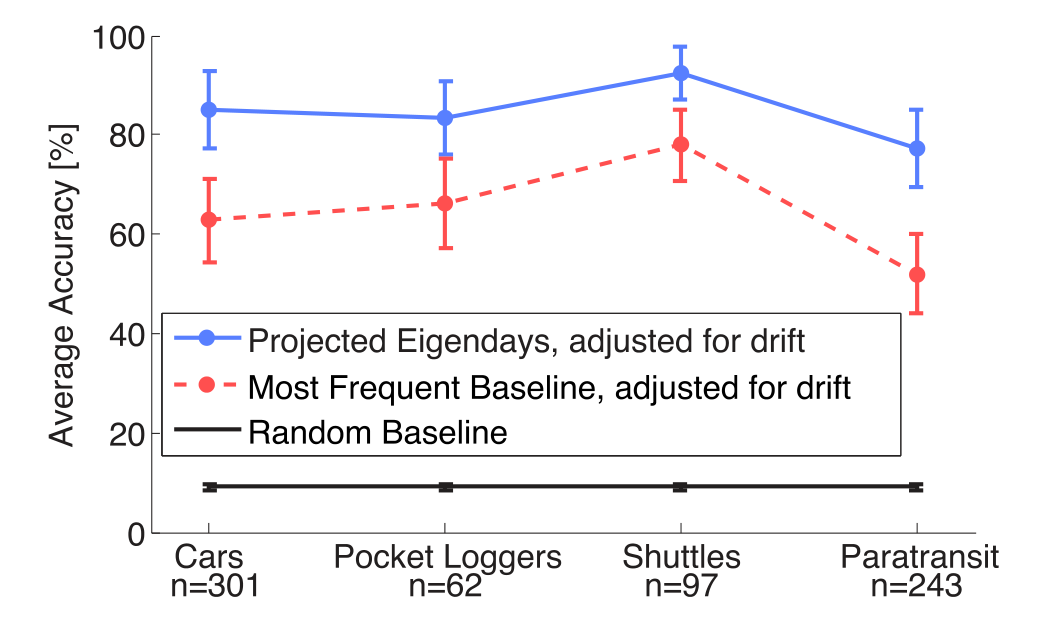 100
80
60
40
20
0
Average Accuracy [%]
Projected Eigendays, adjusted for drift
Most Frequent Baseline, adjusted for drift
Random Baseline
Cars Pocket Loggers Shuttles Paratransit
n=301 n=62 n=97 n=243